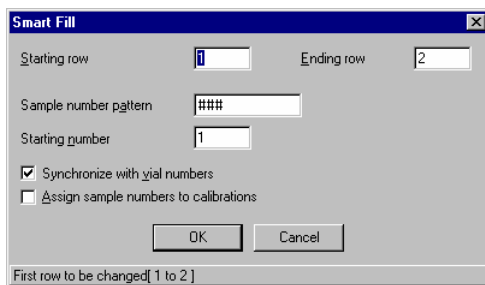 Smart Fill
Starting row 1 Ending row 2
Sample number pattern ###
Starting number 1
Synchronize with vial numbers
Assign sample numbers to calibrations
OK Cancel
First row to be changed[ 1 to 2 ]